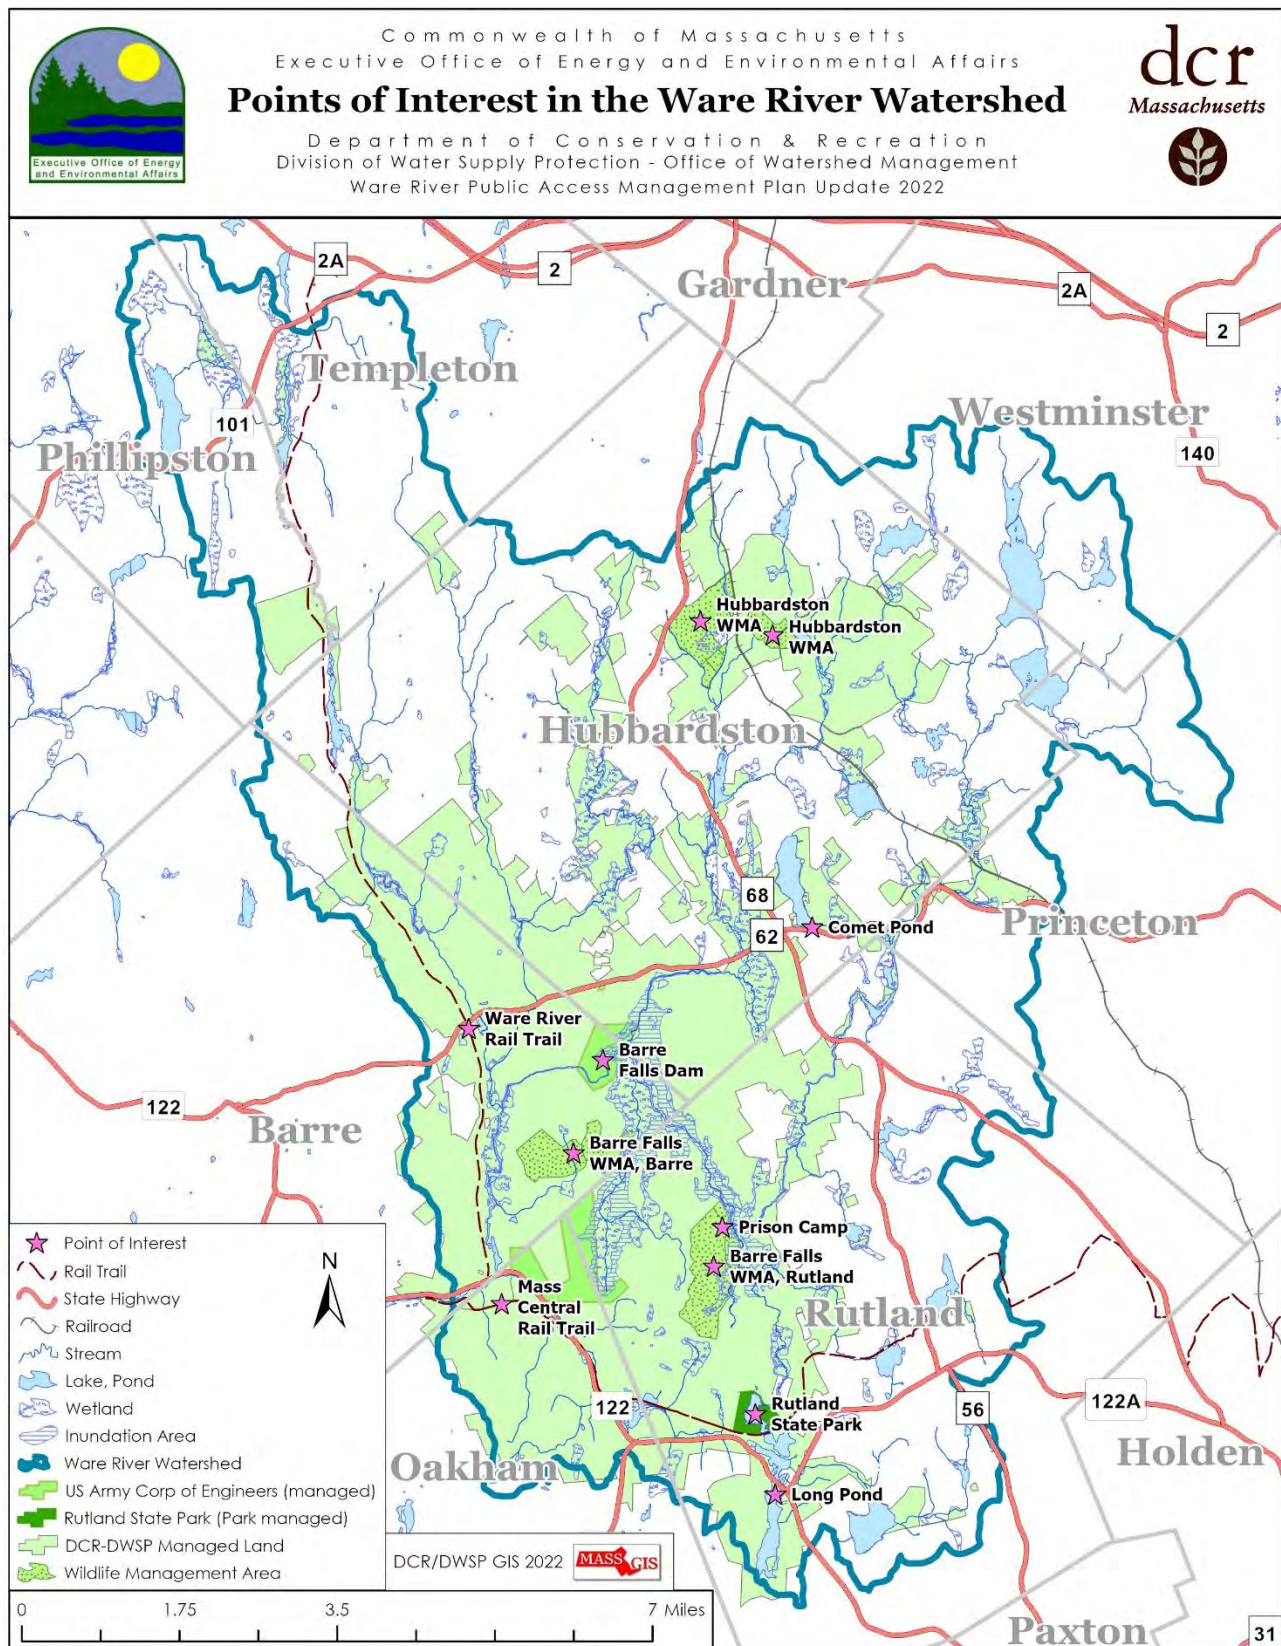 Commonwealth of Massachusetts
Executive Office of Energy and Environmental Affairs
Points of Interest in the Ware River Watershed
Department of Conservation & Recreation
Division of Water Supply Protection - Office of Watershed Management
Ware River Public Access Management Plan Update 2022
Executive Office of Energy
and Environmental Affairs
dcr
Massachusetts
2A
2
Gardner
2A
2
Templeton
101
Westminster
Phillipston
140
Hubbardston
WMA
Hubbardston
WMA
Hubbardston
68
62
Comet Pond
Princeton
Ware River
Rail Trail
Barre
Falls Dam
122
Barre
Barre Falls
WMA, Barre
Prison Camp
Barre Falls
WMA, Rutland
Mass
Central
Rail Trail
Rutland
122
Rutland
State Park
56
122A
Oakham
Holden
Long Pond
Paxton
31
Point of Interest
Rail Trail
State Highway
Railroad
Stream
Lake, Pond
Wetland
Inundation Area
Ware River Watershed
US Army Corp of Engineers (managed)
Rutland State Park (Park managed)
DCR-DWSP Managed Land
Wildlife Management Area
N
DCR/DWSP GIS 2022
MASS GIS
0 1.75 3.5 7 Miles